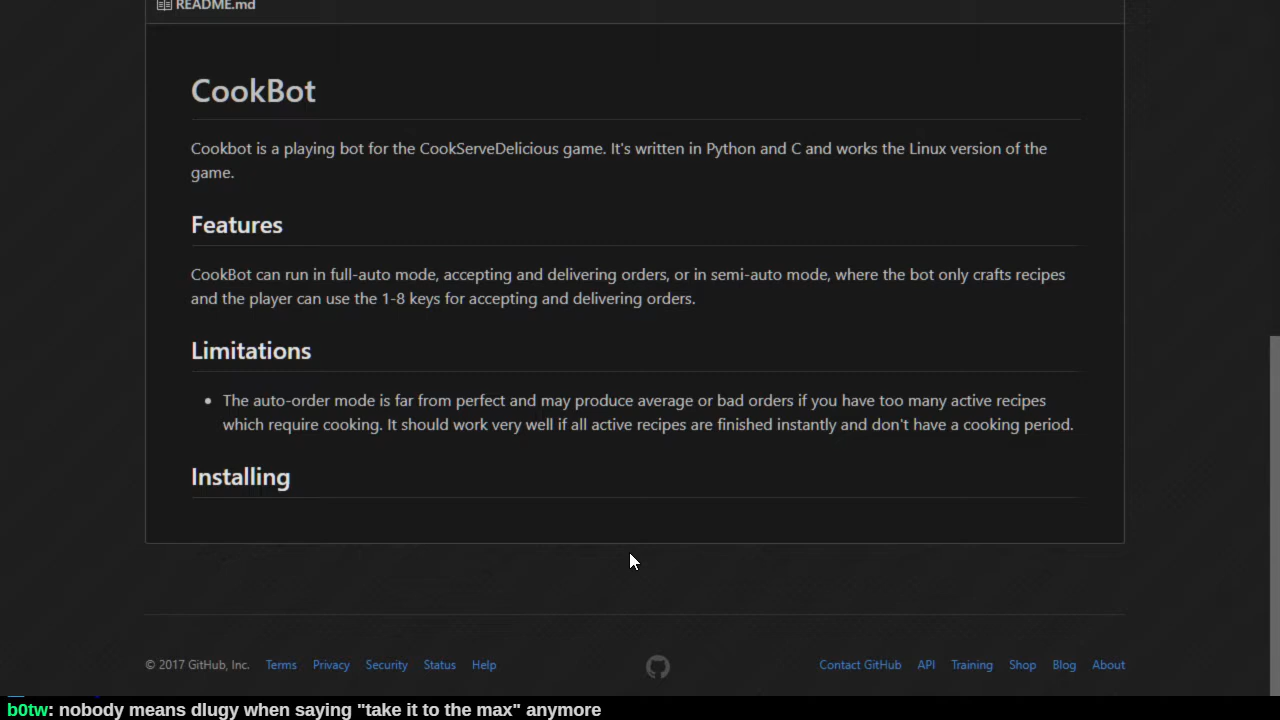 README.md
CookBot
Cookbot is a playing bot for the CookServeDelicious game. It's written in Python and C and works the Linux version of the
game.
Features
CookBot can run in full-auto mode, accepting and delivering orders, or in semi-auto mode, where the bot only crafts recipes
and the player can use the 1-8 keys for accepting and delivering orders.
Limitations
• The auto-order mode is far from perfect and may produce average or bad orders if you have too many active recipes
which require cooking. It should work very well if all active recipes are finished instantly and don't have a cooking period.
Installing
© 2017 GitHub, Inc. Terms Privacy Security Status Help Contact GitHub API Training Shop Blog About
b0tw: nobody means dlugy when saying "take it to the max" anymore